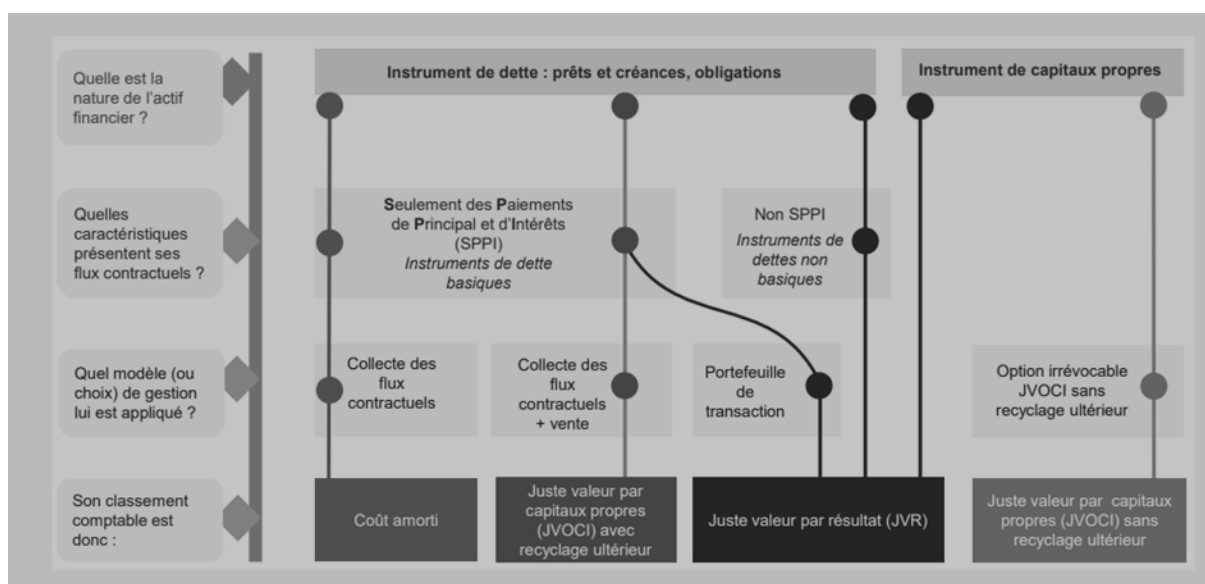 Quelle est la
nature de l'actif
financier ?
Instrument de dette : prêts et créances, obligations
Instrument de capitaux propres
Quelles
caractéristiques
présentent ses
flux contractuels ?
Seulement des Paiements
de Principal et d'Intérêts
(SPPI)
Instruments de dette
basiques
Non SPPI
Instruments de
dettes non
basiques
Quel modèle (ou
choix) de gestion
lui est appliqué ?
Collecte des
flux
contractuels
Collecte des
flux
contractuels
+ vente
Portefeuille
de
transaction
Option irrévocable
JVOCI sans
recyclage ultérieur
Son classement
comptable est
donc :
Coût amorti
Juste valeur par
capitaux propres
(JVOCI) avec
recyclage ultérieur
Juste valeur par résultat (JVR)
Juste valeur par capitaux
propres (JVOCI) sans
recyclage ultérieur